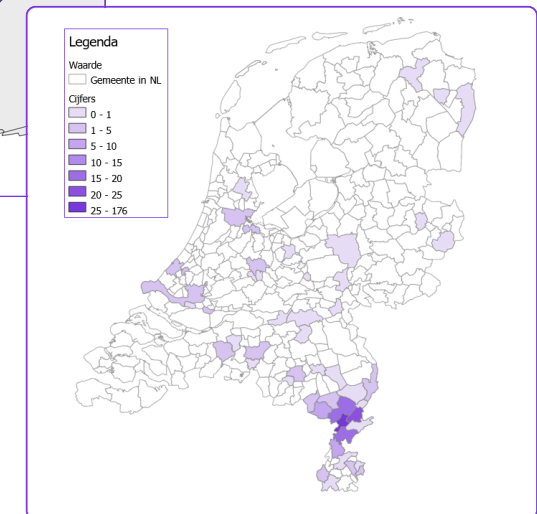 Legenda
Waarde
Gemeente in NL
Cijfers
0 - 1
1 - 5
5 - 10
10 - 15
15 - 20
20 - 25
25 - 176